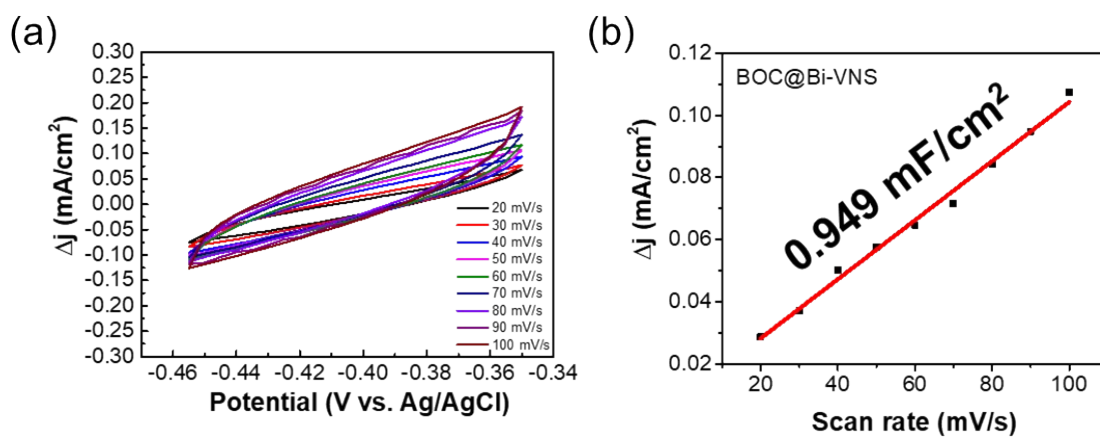 (a)
Δj (mA/cm²)
0.30
0.25
0.20
0.15
0.10
0.05
0.00
-0.05
-0.10
-0.15
-0.20
-0.25
-0.30
20 mV/s
30 mV/s
40 mV/s
50 mV/s
60 mV/s
70 mV/s
80 mV/s
90 mV/s
100 mV/s
-0.46 -0.44 -0.42 -0.40 -0.38 -0.36 -0.34
Potential (V vs. Ag/AgCl)
(b)
Δj (mA/cm²)
0.12
0.10
0.08
0.06
0.04
0.02
BOC@Bi-VNS
0.949 mF/cm²
20 40 60 80 100
Scan rate (mV/s)